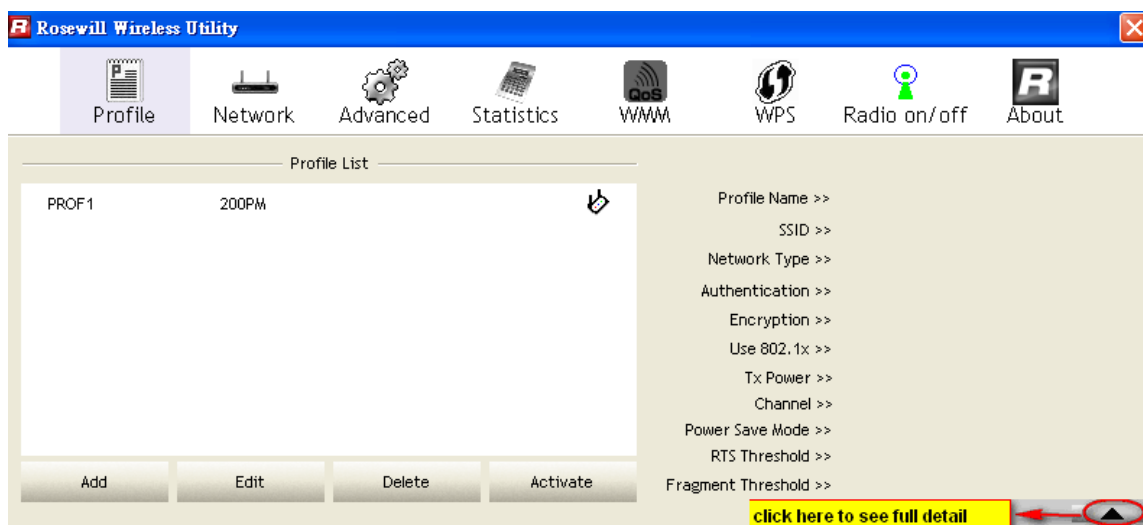 R Rosewill Wireless Utility
Profile Network Advanced Statistics QoS WMM WPS Radio on/off R About
Profile List
PROF1 200PM
Add Edit Delete Activate
Profile Name >>
SSID >>
Network Type >>
Authentication >>
Encryption >>
Use 802.1x >>
Tx Power >>
Channel >>
Power Save Mode >>
RTS Threshold >>
Fragment Threshold >>
click here to see full detail